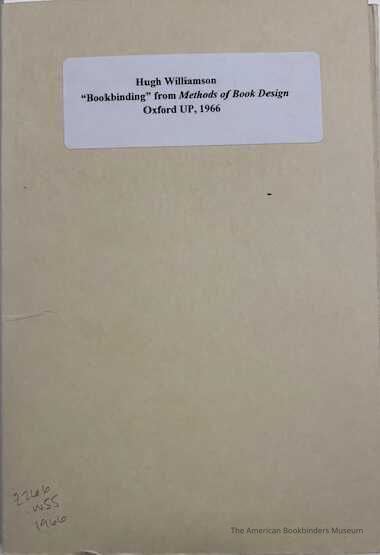 Hugh Williamson
“Bookbinding” from Methods of Book Design
Oxford UP, 1966
Z266
.W55
1966
The American Bookbinders Museum